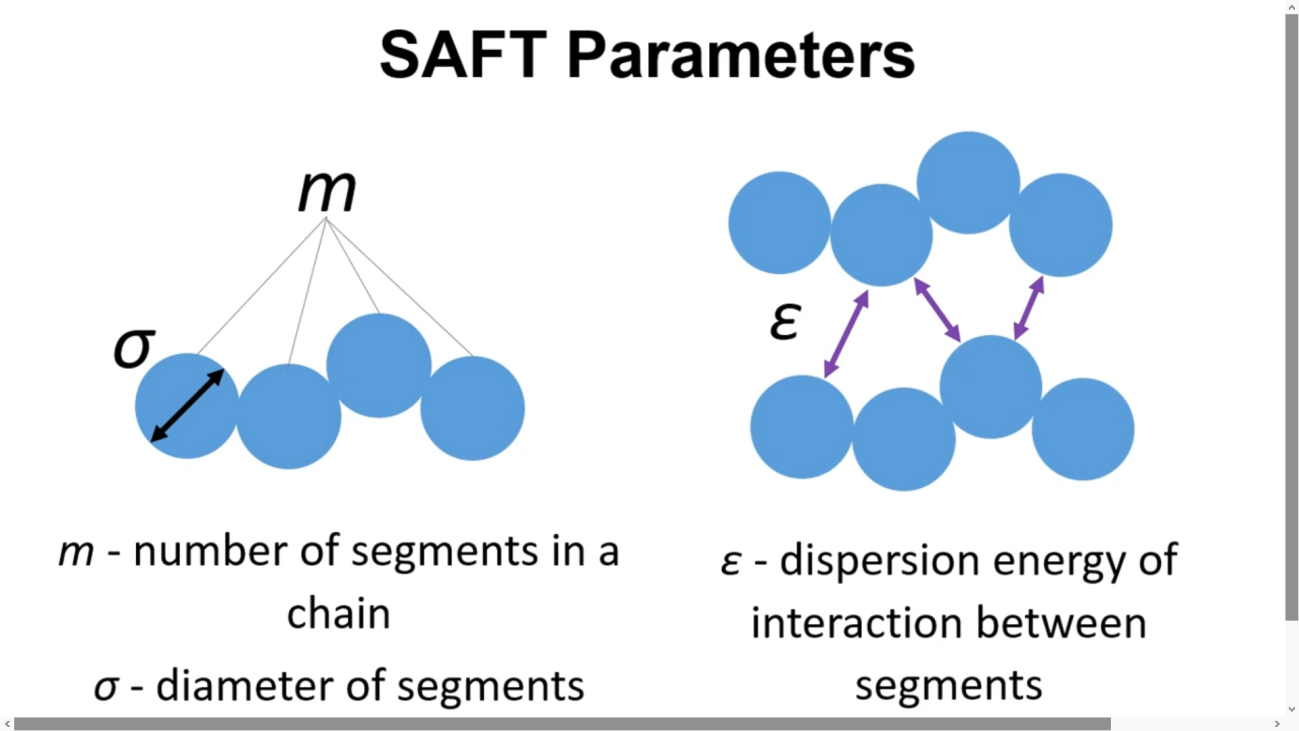 SAFT Parameters
m
σ
ε
m - number of segments in a
chain
σ - diameter of segments
ε - dispersion energy of
interaction between
segments